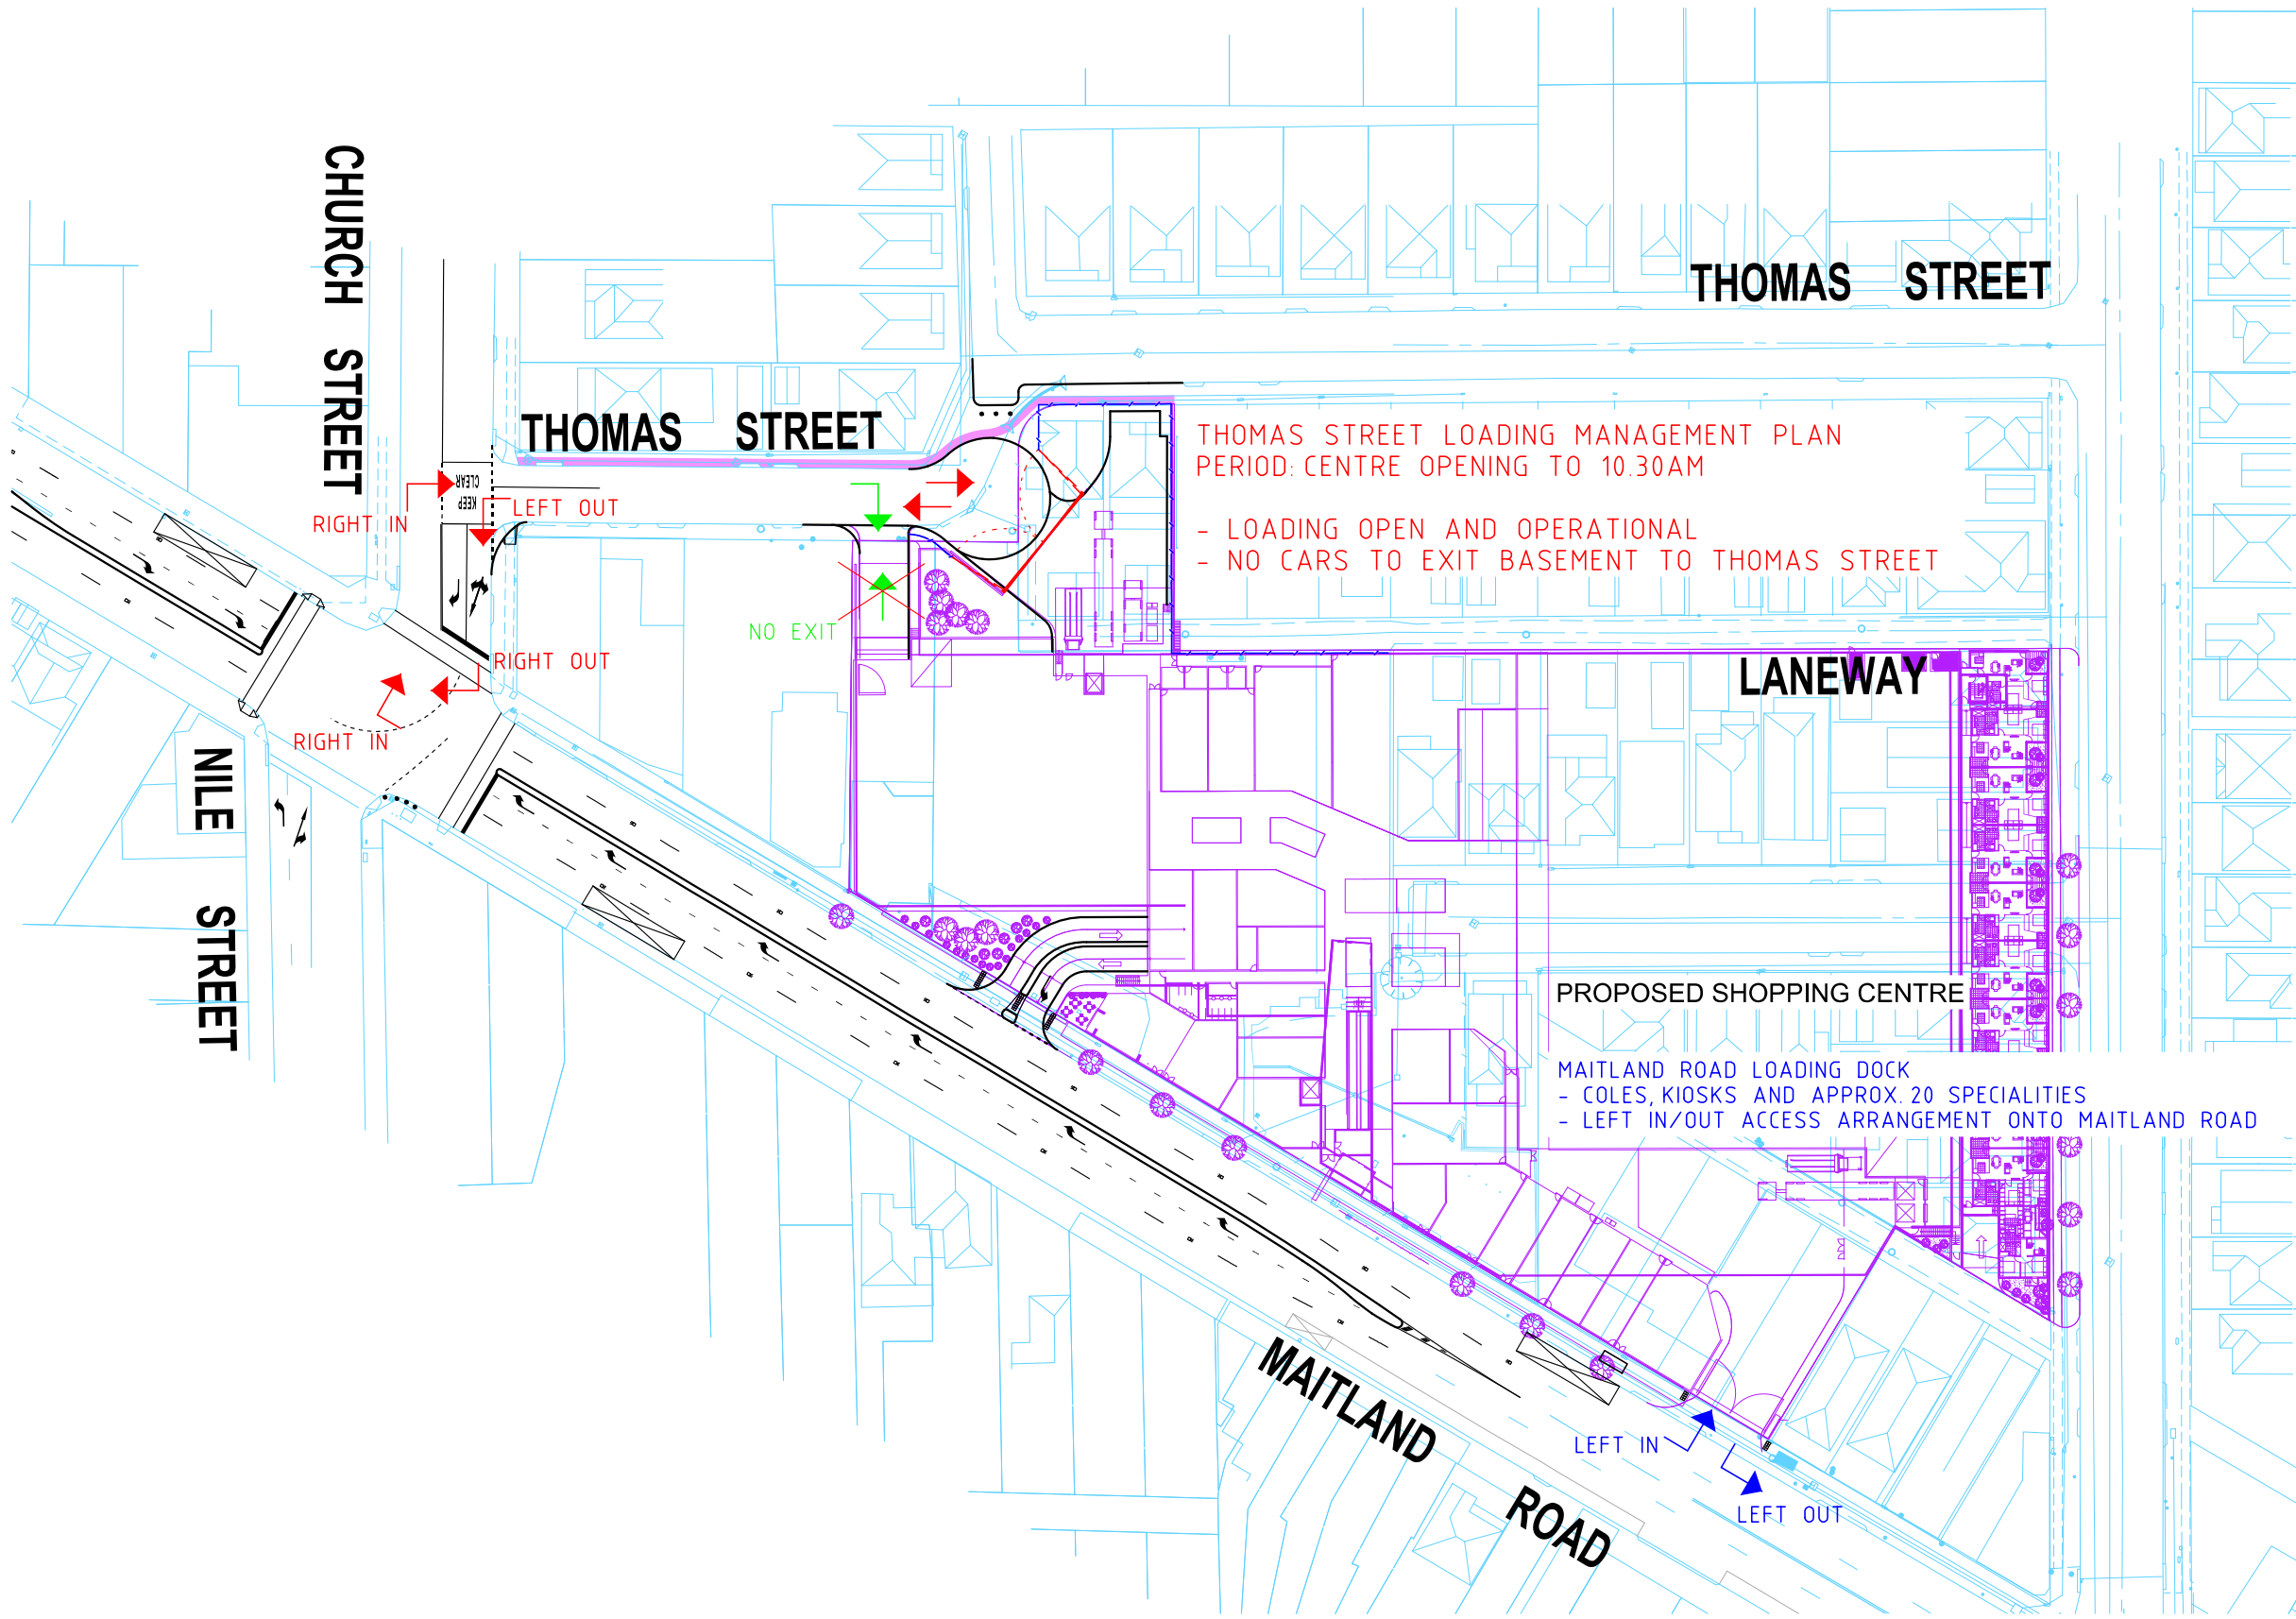 CHURCH STREET
THOMAS STREET
THOMAS STREET
THOMAS STREET LOADING MANAGEMENT PLAN
PERIOD: CENTRE OPENING TO 10.30AM
- LOADING OPEN AND OPERATIONAL
- NO CARS TO EXIT BASEMENT TO THOMAS STREET
KEEP
CLEAR
RIGHT IN
LEFT OUT
NO EXIT
RIGHT OUT
RIGHT IN
LANEWAY
NILE STREET
PROPOSED SHOPPING CENTRE
MAITLAND ROAD LOADING DOCK
- COLES, KIOSKS AND APPROX. 20 SPECIALITIES
- LEFT IN/OUT ACCESS ARRANGEMENT ONTO MAITLAND ROAD
MAITLAND ROAD
LEFT IN
LEFT OUT